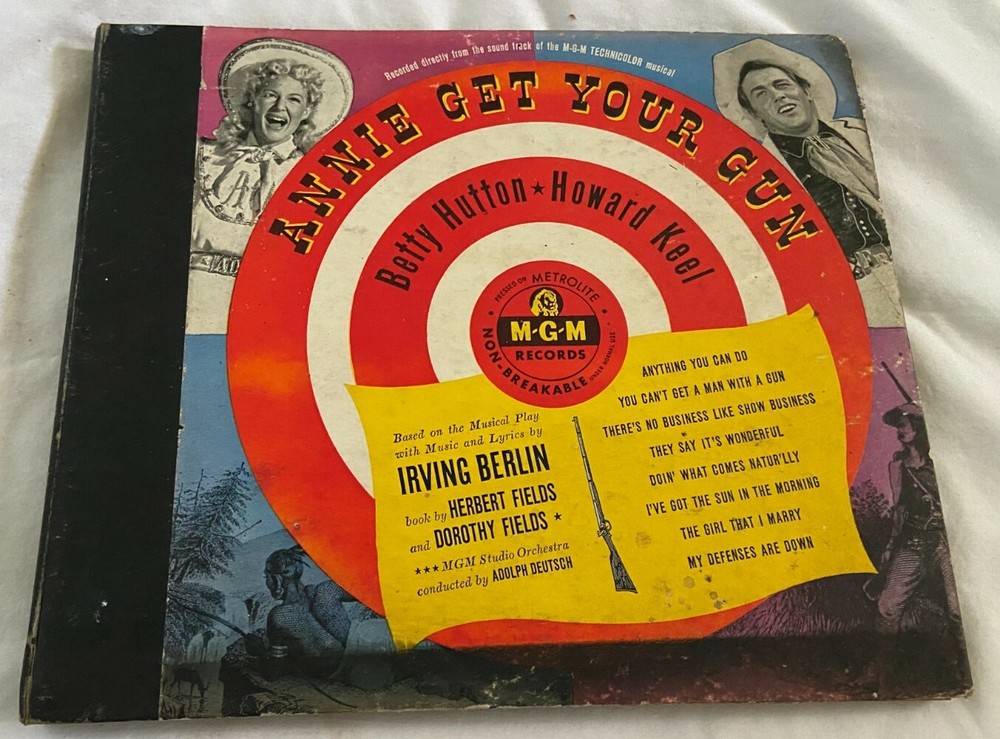 Recorded directly from the sound track of the M-G-M TECHNICOLOR musical
ANNIE GET YOUR GUN
Betty Hutton ★ Howard Keel
PRESSED ON METROLITE
M-G-M
RECORDS
NON-BREAKABLE UNDER NORMAL USE
Based on the Musical Play
with Music and Lyrics by
IRVING BERLIN
book by HERBERT FIELDS
and DOROTHY FIELDS ★
★★★ MGM Studio Orchestra
conducted by ADOLPH DEUTSCH
ANYTHING YOU CAN DO
YOU CAN'T GET A MAN WITH A GUN
THERE'S NO BUSINESS LIKE SHOW BUSINESS
THEY SAY IT'S WONDERFUL
DOIN' WHAT COMES NATUR'LLY
I'VE GOT THE SUN IN THE MORNING
THE GIRL THAT I MARRY
MY DEFENSES ARE DOWN